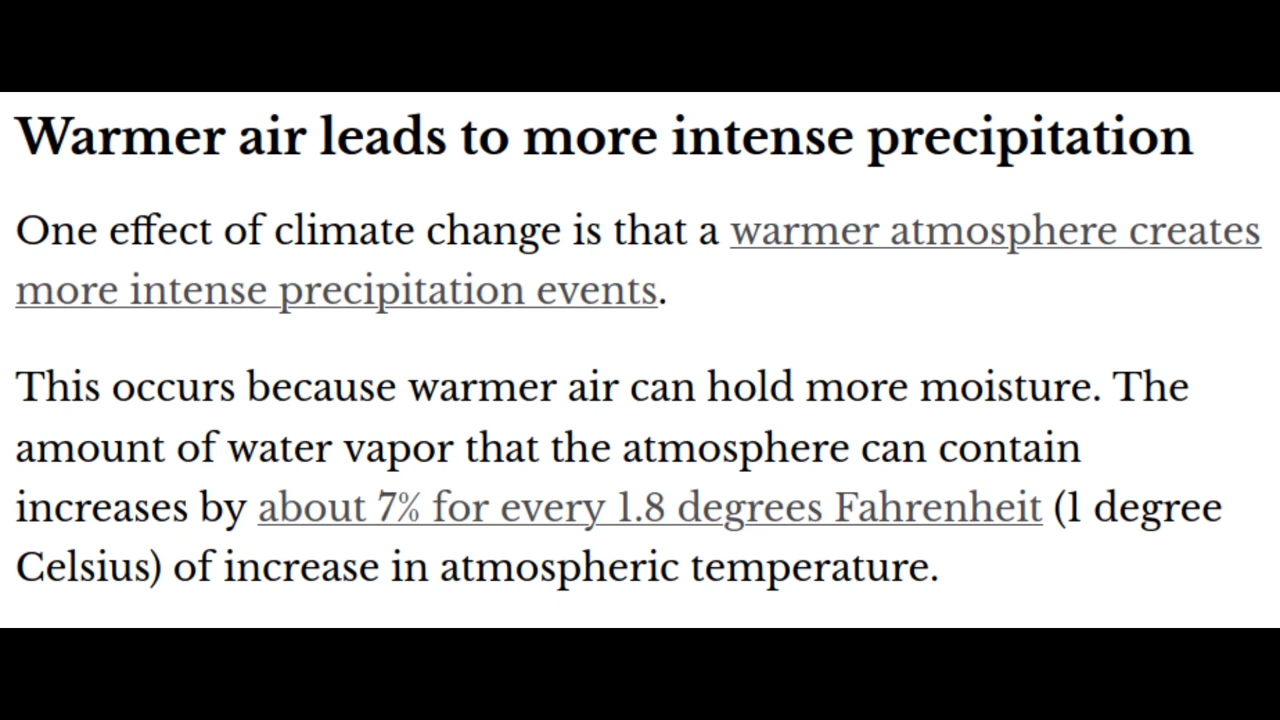 Warmer air leads to more intense precipitation
One effect of climate change is that a warmer atmosphere creates
more intense precipitation events.
This occurs because warmer air can hold more moisture. The
amount of water vapor that the atmosphere can contain
increases by about 7% for every 1.8 degrees Fahrenheit (1 degree
Celsius) of increase in atmospheric temperature.